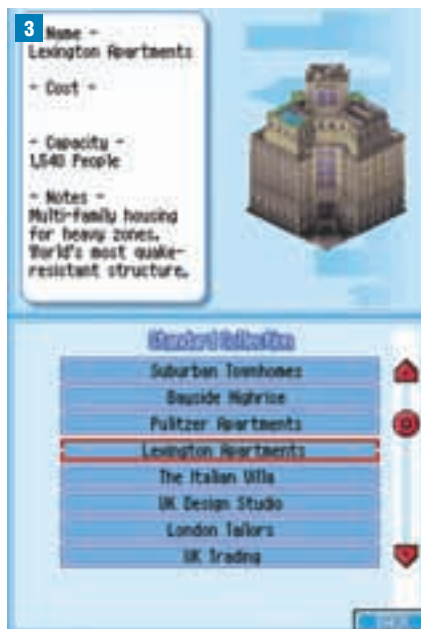 3
Name -
Lexington Apartments
- Cost -
- Capacity -
1,540 People
- Notes -
Multi-family housing
for heavy zones.
World's most quake-
resistant structure.
Standard Collection
Suburban Townhomes
Bayside Highrise
Pulitzer Apartments
Lexington Apartments
The Italian Villa
UK Design Studio
London Tailors
UK Trading